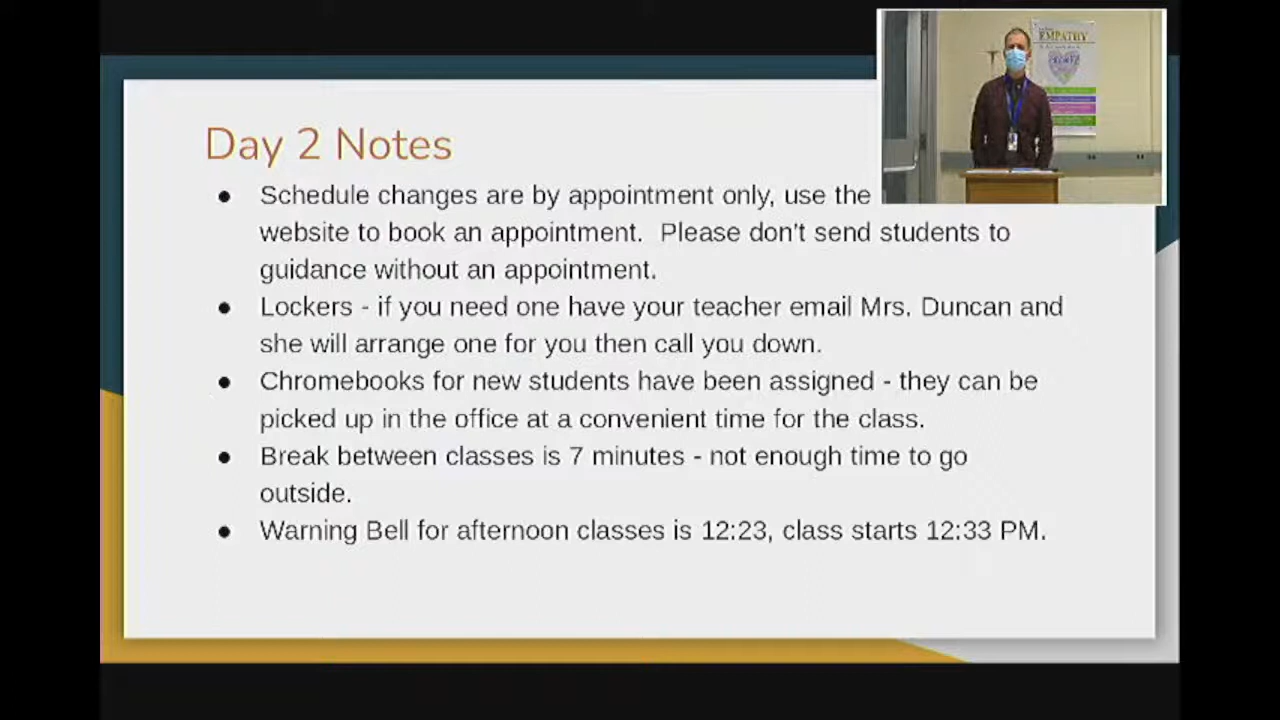 EMPATHY
Day 2 Notes
● Schedule changes are by appointment only, use the
website to book an appointment.  Please don't send students to
guidance without an appointment.
● Lockers - if you need one have your teacher email Mrs. Duncan and
she will arrange one for you then call you down.
● Chromebooks for new students have been assigned - they can be
picked up in the office at a convenient time for the class.
● Break between classes is 7 minutes - not enough time to go
outside.
● Warning Bell for afternoon classes is 12:23, class starts 12:33 PM.